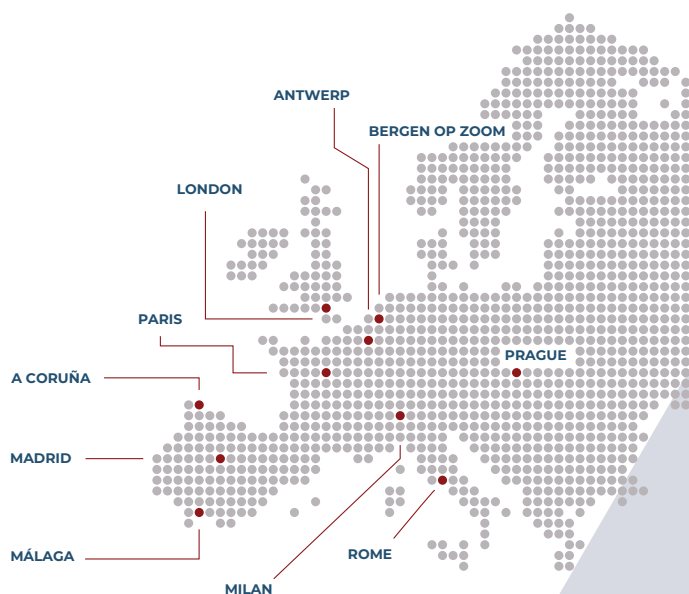 ANTWERP
BERGEN OP ZOOM
LONDON
PARIS
PRAGUE
A CORUÑA
MADRID
MÁLAGA
ROME
MILAN